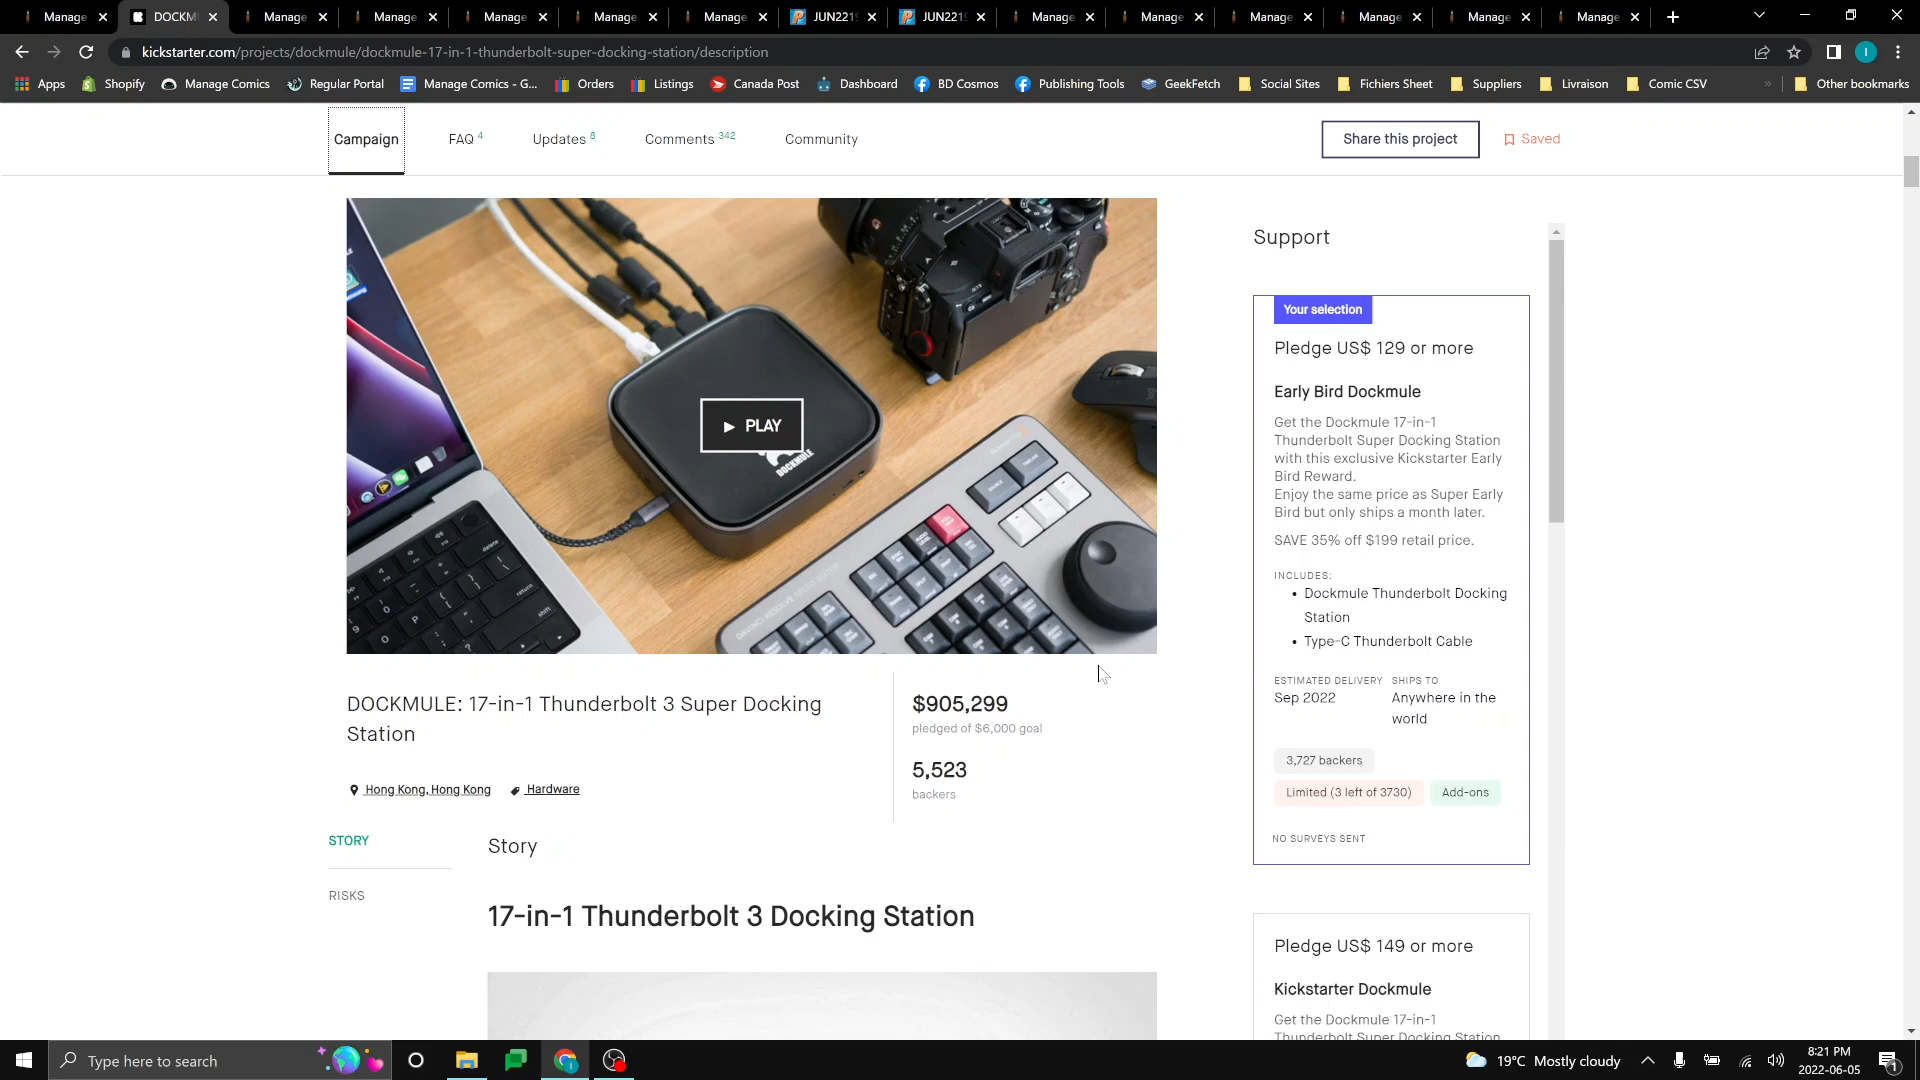 Manage
DOCKMU
Manage
Manage
Manage
Manage
Manage
JUN2219
JUN2219
Manage
Manage
Manage
Manage
Manage
Manage
kickstarter.com/projects/dockmule/dockmule-17-in-1-thunderbolt-super-docking-station/description
I
Apps
Shopify
Manage Comics
Regular Portal
Manage Comics - G...
Orders
Listings
Canada Post
Dashboard
BD Cosmos
Publishing Tools
GeekFetch
Social Sites
Fichiers Sheet
Suppliers
Livraison
Comic CSV
»
Other bookmarks
Campaign
FAQ 4
Updates 8
Comments 342
Community
Share this project
Saved
PLAY
DOCKMULE
DOCKMULE: 17-in-1 Thunderbolt 3 Super Docking
Station
Hong Kong, Hong Kong
Hardware
$905,299
pledged of $6,000 goal
5,523
backers
STORY
RISKS
Story
17-in-1 Thunderbolt 3 Docking Station
Support
Your selection
Pledge US$ 129 or more
Early Bird Dockmule
Get the Dockmule 17-in-1
Thunderbolt Super Docking Station
with this exclusive Kickstarter Early
Bird Reward.
Enjoy the same price as Super Early
Bird but only ships a month later.
SAVE 35% off $199 retail price.
INCLUDES:
• Dockmule Thunderbolt Docking
Station
• Type-C Thunderbolt Cable
ESTIMATED DELIVERY
Sep 2022
SHIPS TO
Anywhere in the
world
3,727 backers
Limited (3 left of 3730)
Add-ons
NO SURVEYS SENT
Pledge US$ 149 or more
Kickstarter Dockmule
Get the Dockmule 17-in-1
Thunderbolt Super Docking Station
Type here to search
19°C Mostly cloudy
8:21 PM
2022-06-05
1